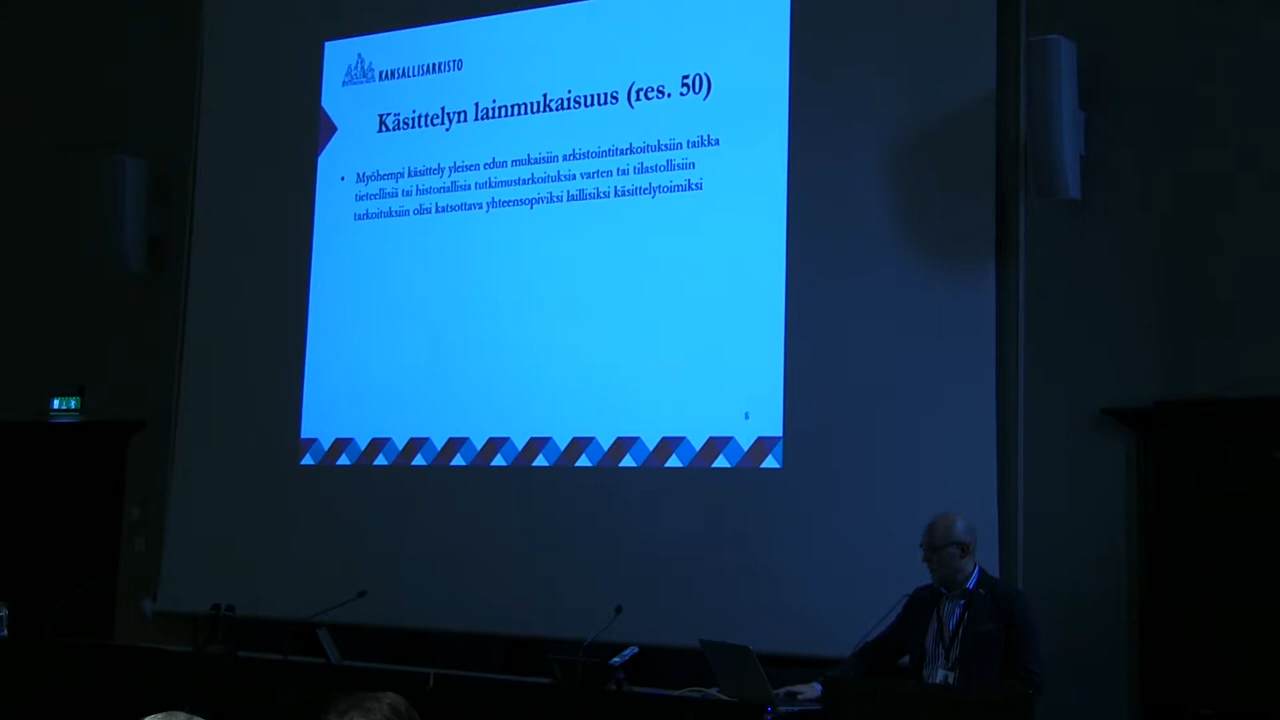 KANSALLISARKISTO
Käsittelyn lainmukaisuus (res. 50)
• Myöhempi käsittely yleisen edun mukaisiin arkistointitarkoituksiin taikka
tieteellisiä tai historiallisia tutkimustarkoituksia varten tai tilastollisiin
tarkoituksiin olisi katsottava yhteensopiviksi laillisiksi käsittelytoimiksi